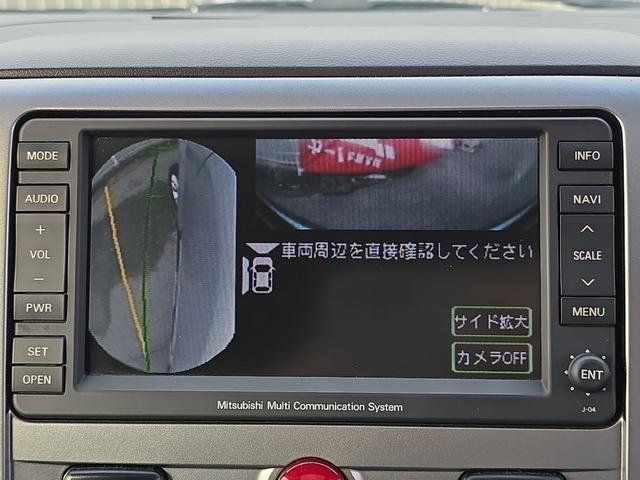 MODE
AUDIO
+
VOL
−
PWR
SET
OPEN
車両周辺を直接確認してください
サイド拡大
カメラOFF
INFO
NAVI
SCALE
MENU
ENT
J-04
Mitsubishi Multi Communication System